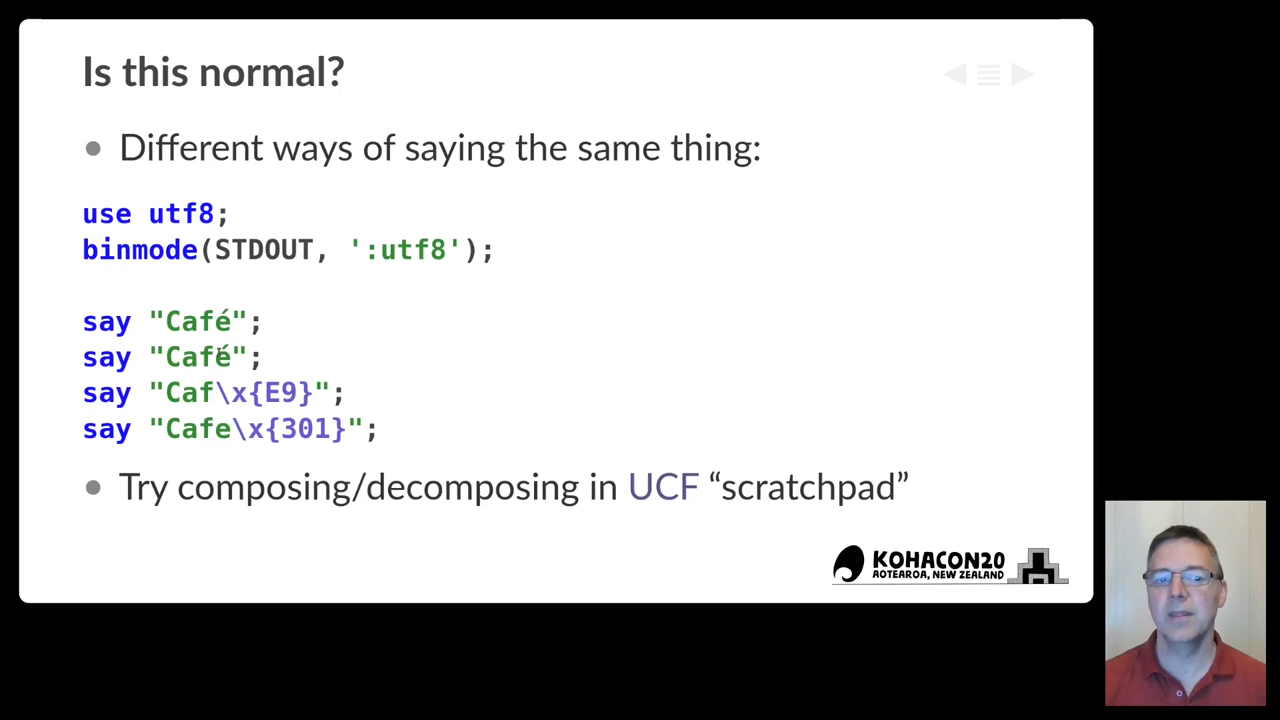 Is this normal?
Different ways of saying the same thing:
use utf8;
binmode(STDOUT, ':utf8');
say "Café";
say "Café";
say "Caf\x{E9}";
say "Cafe\x{301}";
Try composing/decomposing in UCF “scratchpad”
KOHACON20
AOTEAROA, NEW ZEALAND